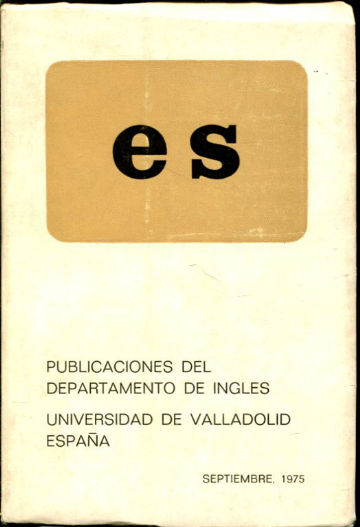 es
PUBLICACIONES DEL
DEPARTAMENTO DE INGLES
UNIVERSIDAD DE VALLADOLID
ESPAÑA
SEPTIEMBRE, 1975